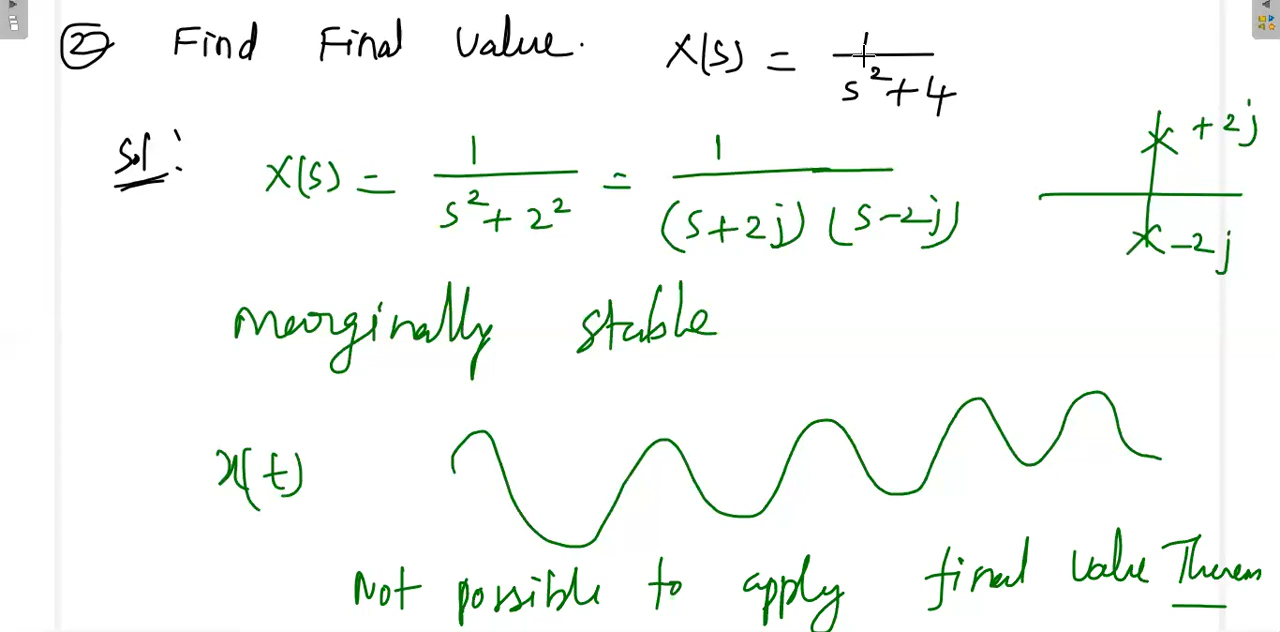 ② Find Final Value. X(s) = 1/(s²+4)
Sol: X(s) = 1/(s²+2²) = 1/((s+2j)(s-2j))
+2j
-2j
marginally stable
x(t)
Not possible to apply final value Therem